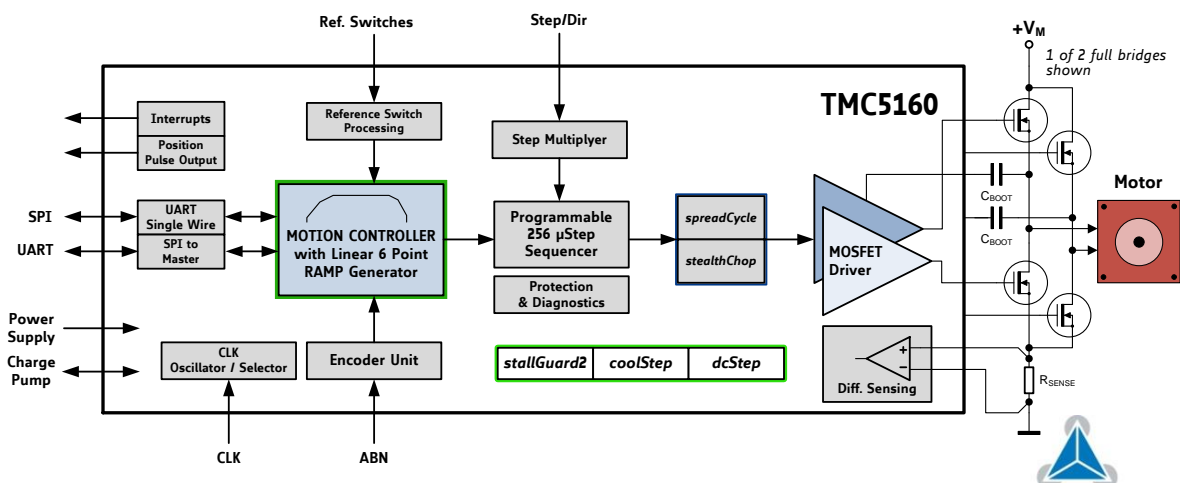 Ref. Switches
Step/Dir
+VM
1 of 2 full bridges
shown
TMC5160
Interrupts
Position
Pulse Output
Reference Switch
Processing
Step Multiplyer
CBOOT
CBOOT
Motor
SPI
UART
UART
Single Wire
SPI to
Master
MOTION CONTROLLER
with Linear 6 Point
RAMP Generator
Programmable
256 µStep
Sequencer
spreadCycle
stealthChop
MOSFET
Driver
Protection
& Diagnostics
Power
Supply
Charge
Pump
CLK
Oscillator / Selector
Encoder Unit
stallGuard2
coolStep
dcStep
+
−
Diff. Sensing
RSENSE
CLK
ABN